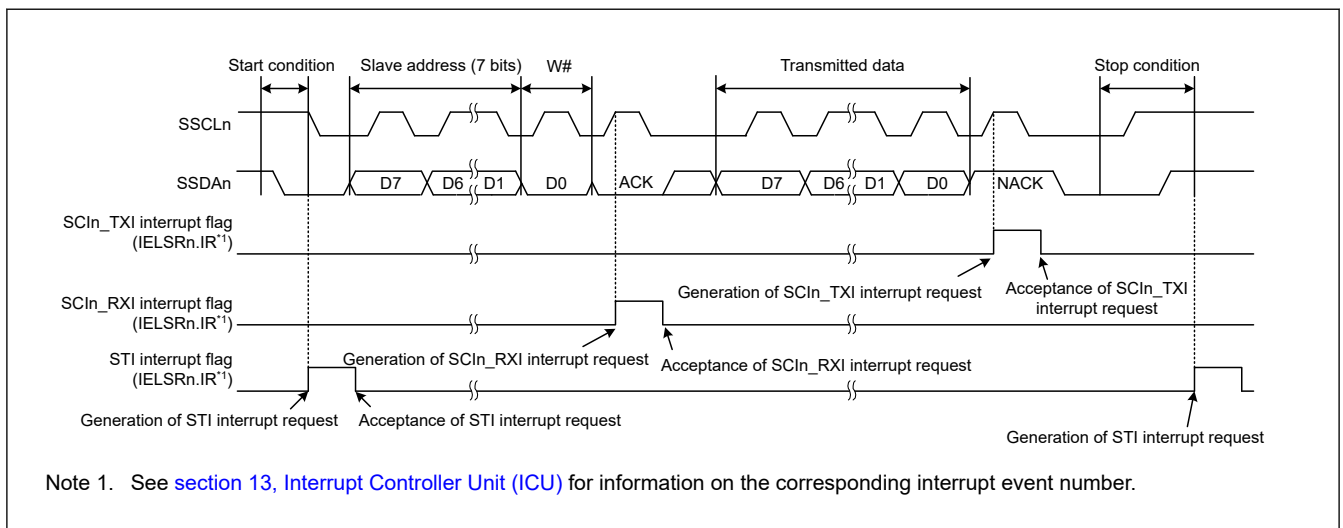 Start condition
Slave address (7 bits)
W#
Transmitted data
Stop condition
SSCLn
SSDAn
D7
D6
D1
D0
ACK
D7
D6
D1
D0
NACK
SCIn_TXI interrupt flag
(IELSRn.IR*1)
Generation of SCIn_TXI interrupt request
Acceptance of SCIn_TXI
interrupt request
SCIn_RXI interrupt flag
(IELSRn.IR*1)
Generation of SCIn_RXI interrupt request
Acceptance of SCIn_RXI interrupt request
STI interrupt flag
(IELSRn.IR*1)
Generation of STI interrupt request
Acceptance of STI interrupt request
Generation of STI interrupt request
Note 1. See section 13, Interrupt Controller Unit (ICU) for information on the corresponding interrupt event number.